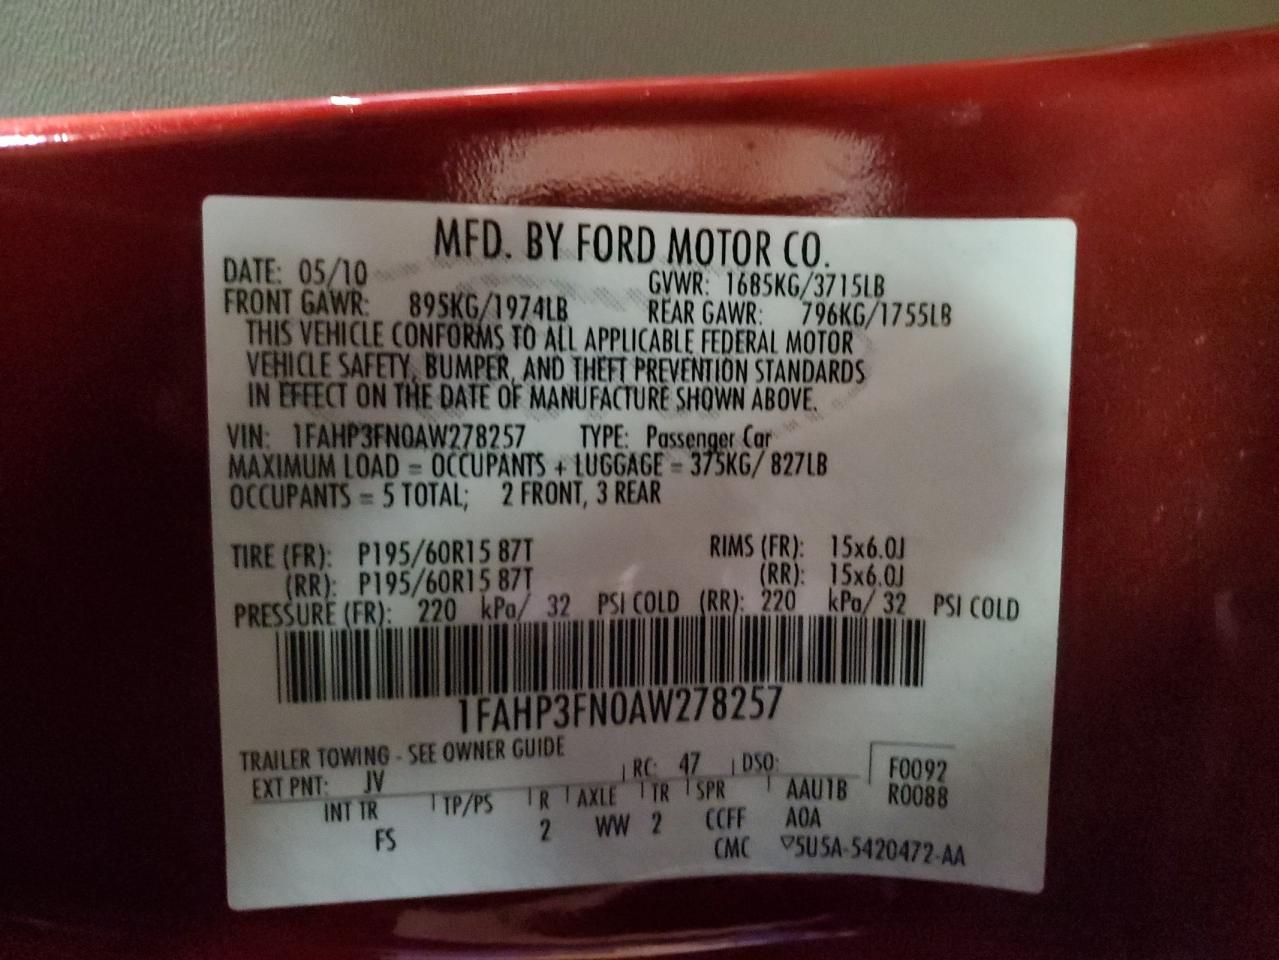 MFD. BY FORD MOTOR CO.
DATE: 05/10 GVWR: 1685KG/3715LB
FRONT GAWR: 895KG/1974LB REAR GAWR: 796KG/1755LB
THIS VEHICLE CONFORMS TO ALL APPLICABLE FEDERAL MOTOR
VEHICLE SAFETY, BUMPER, AND THEFT PREVENTION STANDARDS
IN EFFECT ON THE DATE OF MANUFACTURE SHOWN ABOVE.
VIN: 1FAHP3FN0AW278257 TYPE: Passenger Car
MAXIMUM LOAD = OCCUPANTS + LUGGAGE = 375KG/ 827LB
OCCUPANTS = 5 TOTAL; 2 FRONT, 3 REAR
TIRE (FR): P195/60R15 87T RIMS (FR): 15x6.0J
(RR): P195/60R15 87T (RR): 15x6.0J
PRESSURE (FR): 220 kPa/ 32 PSI COLD (RR): 220 kPa/ 32 PSI COLD
1FAHP3FN0AW278257
TRAILER TOWING - SEE OWNER GUIDE
EXT PNT: JV RC: 47 DSO: F0092
INT TR TP/PS R AXLE TR SPR AAU1B R0088
FS 2 WW 2 CCFF A0A
CMC ▽5U5A-5420472-AA